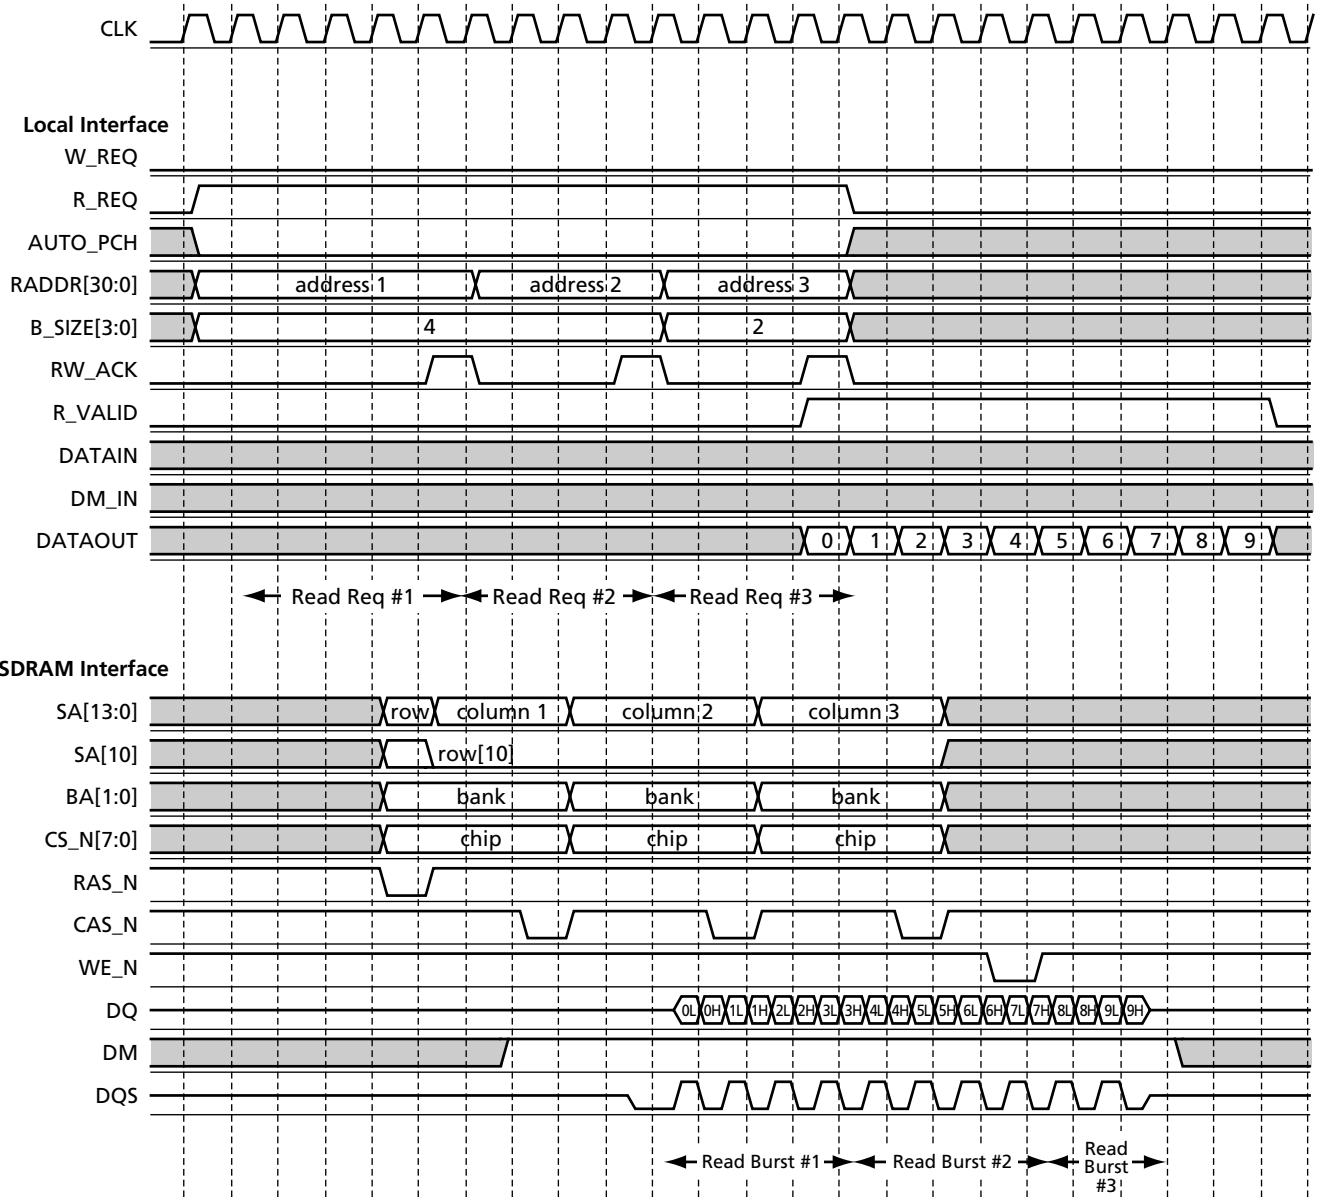 CLK
Local Interface
W_REQ
R_REQ
AUTO_PCH
RADDR[30:0] address 1 address 2 address 3
B_SIZE[3:0] 4 2
RW_ACK
R_VALID
DATAIN
DM_IN
DATAOUT 0 1 2 3 4 5 6 7 8 9
Read Req #1 Read Req #2 Read Req #3
SDRAM Interface
SA[13:0] row column 1 column 2 column 3
SA[10] row[10]
BA[1:0] bank bank bank
CS_N[7:0] chip chip chip
RAS_N
CAS_N
WE_N
DQ 0L 0H 1L 1H 2L 2H 3L 3H 4L 4H 5L 5H 6L 6H 7L 7H 8L 8H 9L 9H
DM
DQS
Read Burst #1 Read Burst #2 Read
Burst
#3